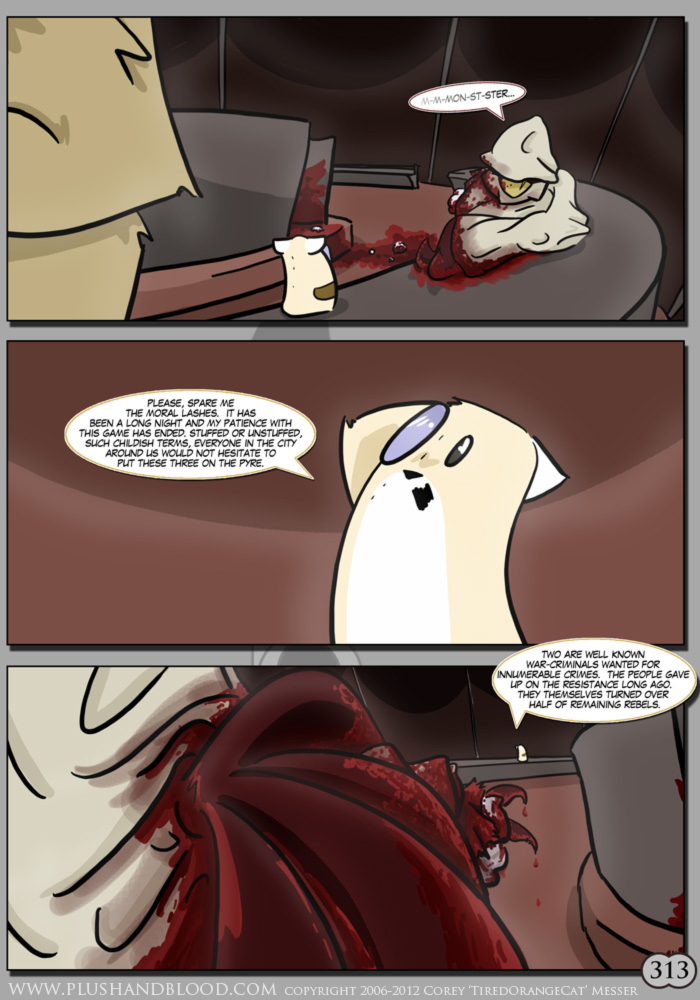 M-M-MON-ST-STER...
PLEASE, SPARE ME
THE MORAL LASHES. IT HAS
BEEN A LONG NIGHT AND MY PATIENCE WITH
THIS GAME HAS ENDED. STUFFED OR UNSTUFFED,
SUCH CHILDISH TERMS, EVERYONE IN THE CITY
AROUND US WOULD NOT HESITATE TO
PUT THESE THREE ON THE PYRE.
TWO ARE WELL KNOWN
WAR-CRIMINALS WANTED FOR
INNUMERABLE CRIMES. THE PEOPLE GAVE
UP ON THE RESISTANCE LONG AGO.
THEY THEMSELVES TURNED OVER
HALF OF REMAINING REBELS.
313
WWW.PLUSHANDBLOOD.COM COPYRIGHT 2006-2012 COREY 'TIREDORANGECAT' MESSER